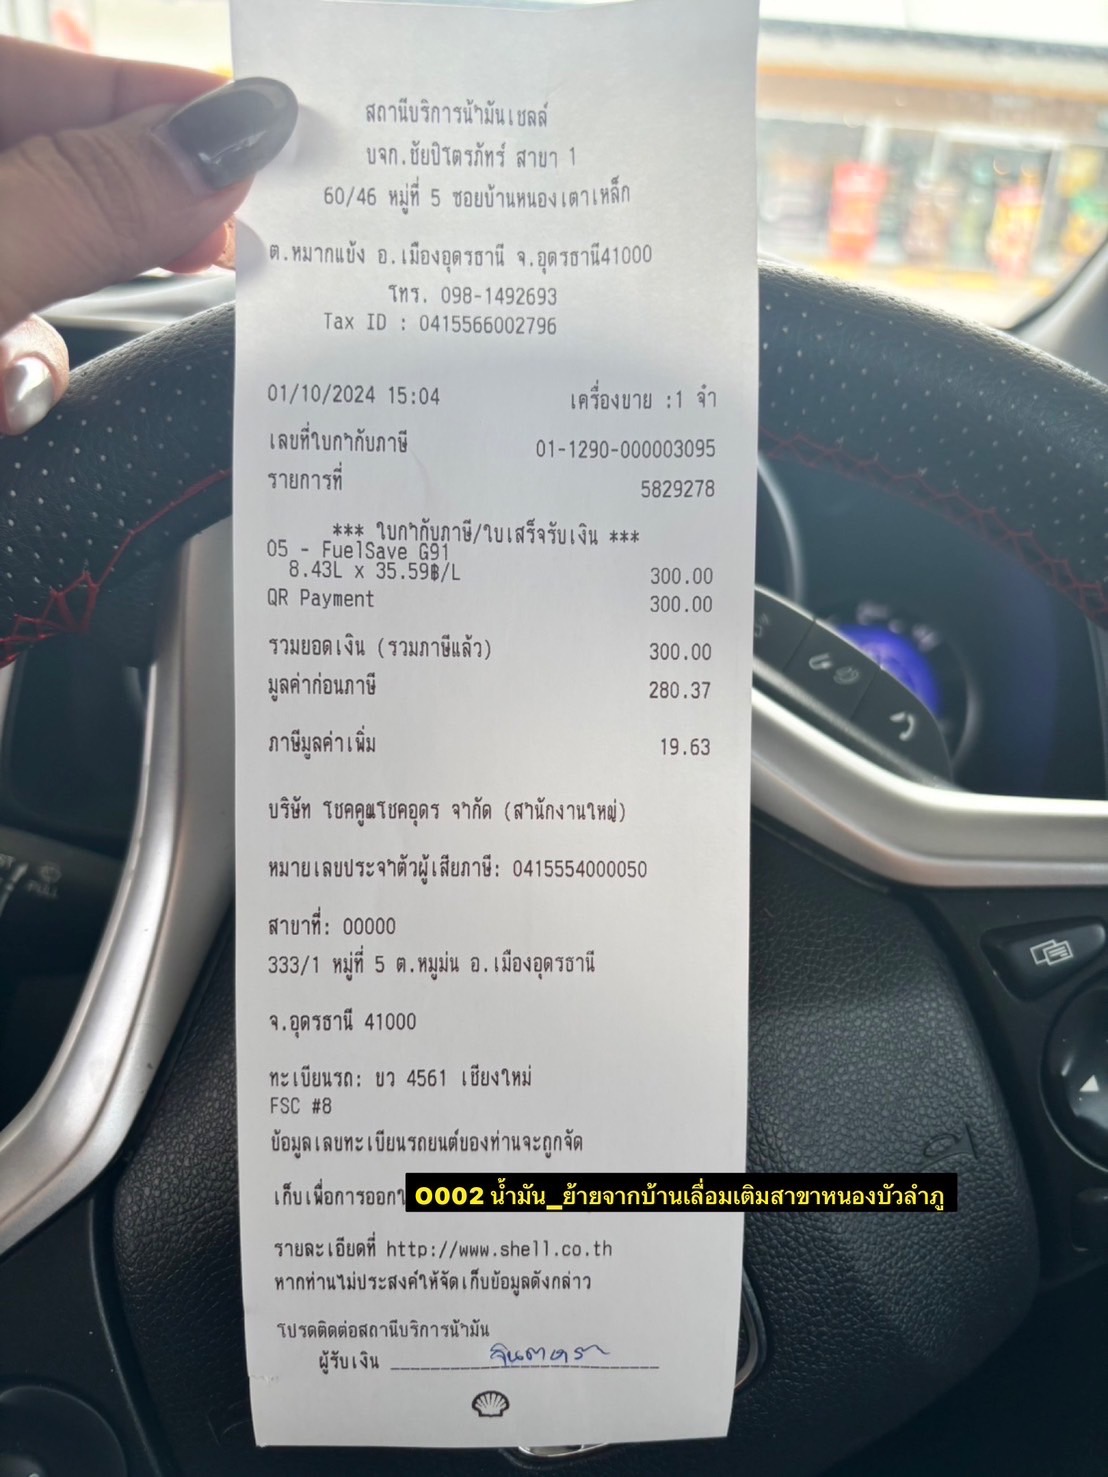 สถานีบริการน้ำมันเชลล์
บจก.ชัยปิโตรภัทร์ สาขา 1
60/46 หมู่ที่ 5 ซอยบ้านหนองเตาเหล็ก
ต.หมากแข้ง อ.เมืองอุดรธานี จ.อุดรธานี41000
โทร. 098-1492693
Tax ID : 0415566002796
01/10/2024 15:04 เครื่องขาย :1 จำ
เลขที่ใบกำกับภาษี 01-1290-000003095
รายการที่ 5829278
*** ใบกำกับภาษี/ใบเสร็จรับเงิน ***
05 - FuelSave G91
8.43L x 35.59฿/L 300.00
QR Payment 300.00
รวมยอดเงิน (รวมภาษีแล้ว) 300.00
มูลค่าก่อนภาษี 280.37
ภาษีมูลค่าเพิ่ม 19.63
บริษัท โชคคูณโชคอุดร จำกัด (สำนักงานใหญ่)
หมายเลขประจำตัวผู้เสียภาษี: 0415554000050
สาขาที่: 00000
333/1 หมู่ที่ 5 ต.หมูม่น อ.เมืองอุดรธานี
จ.อุดรธานี 41000
ทะเบียนรถ: ขว 4561 เชียงใหม่
FSC #8
ข้อมูลเลขทะเบียนรถยนต์ของท่านจะถูกจัด
เก็บเพื่อการออกใ
0002 น้ำมัน_ย้ายจากบ้านเลื่อมเติมสาขาหนองบัวลำภู
รายละเอียดที่ http://www.shell.co.th
หากท่านไม่ประสงค์ให้จัดเก็บข้อมูลดังกล่าว
โปรดติดต่อสถานีบริการน้ำมัน
ผู้รับเงิน